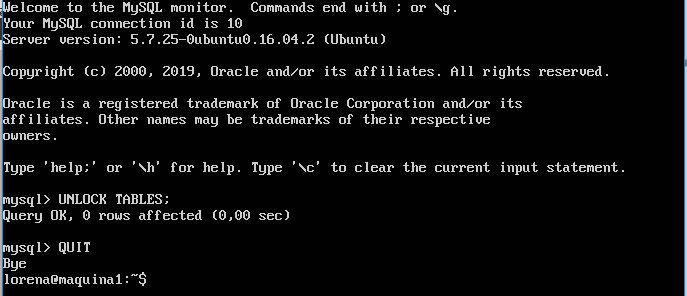 Welcome to the MySQL monitor.  Commands end with ; or \g.
Your MySQL connection id is 10
Server version: 5.7.25-0ubuntu0.16.04.2 (Ubuntu)
Copyright (c) 2000, 2019, Oracle and/or its affiliates. All rights reserved.
Oracle is a registered trademark of Oracle Corporation and/or its
affiliates. Other names may be trademarks of their respective
owners.
Type 'help;' or '\h' for help. Type '\c' to clear the current input statement.
mysql> UNLOCK TABLES;
Query OK, 0 rows affected (0,00 sec)
mysql> QUIT
Bye
lorena@maquina1:~$